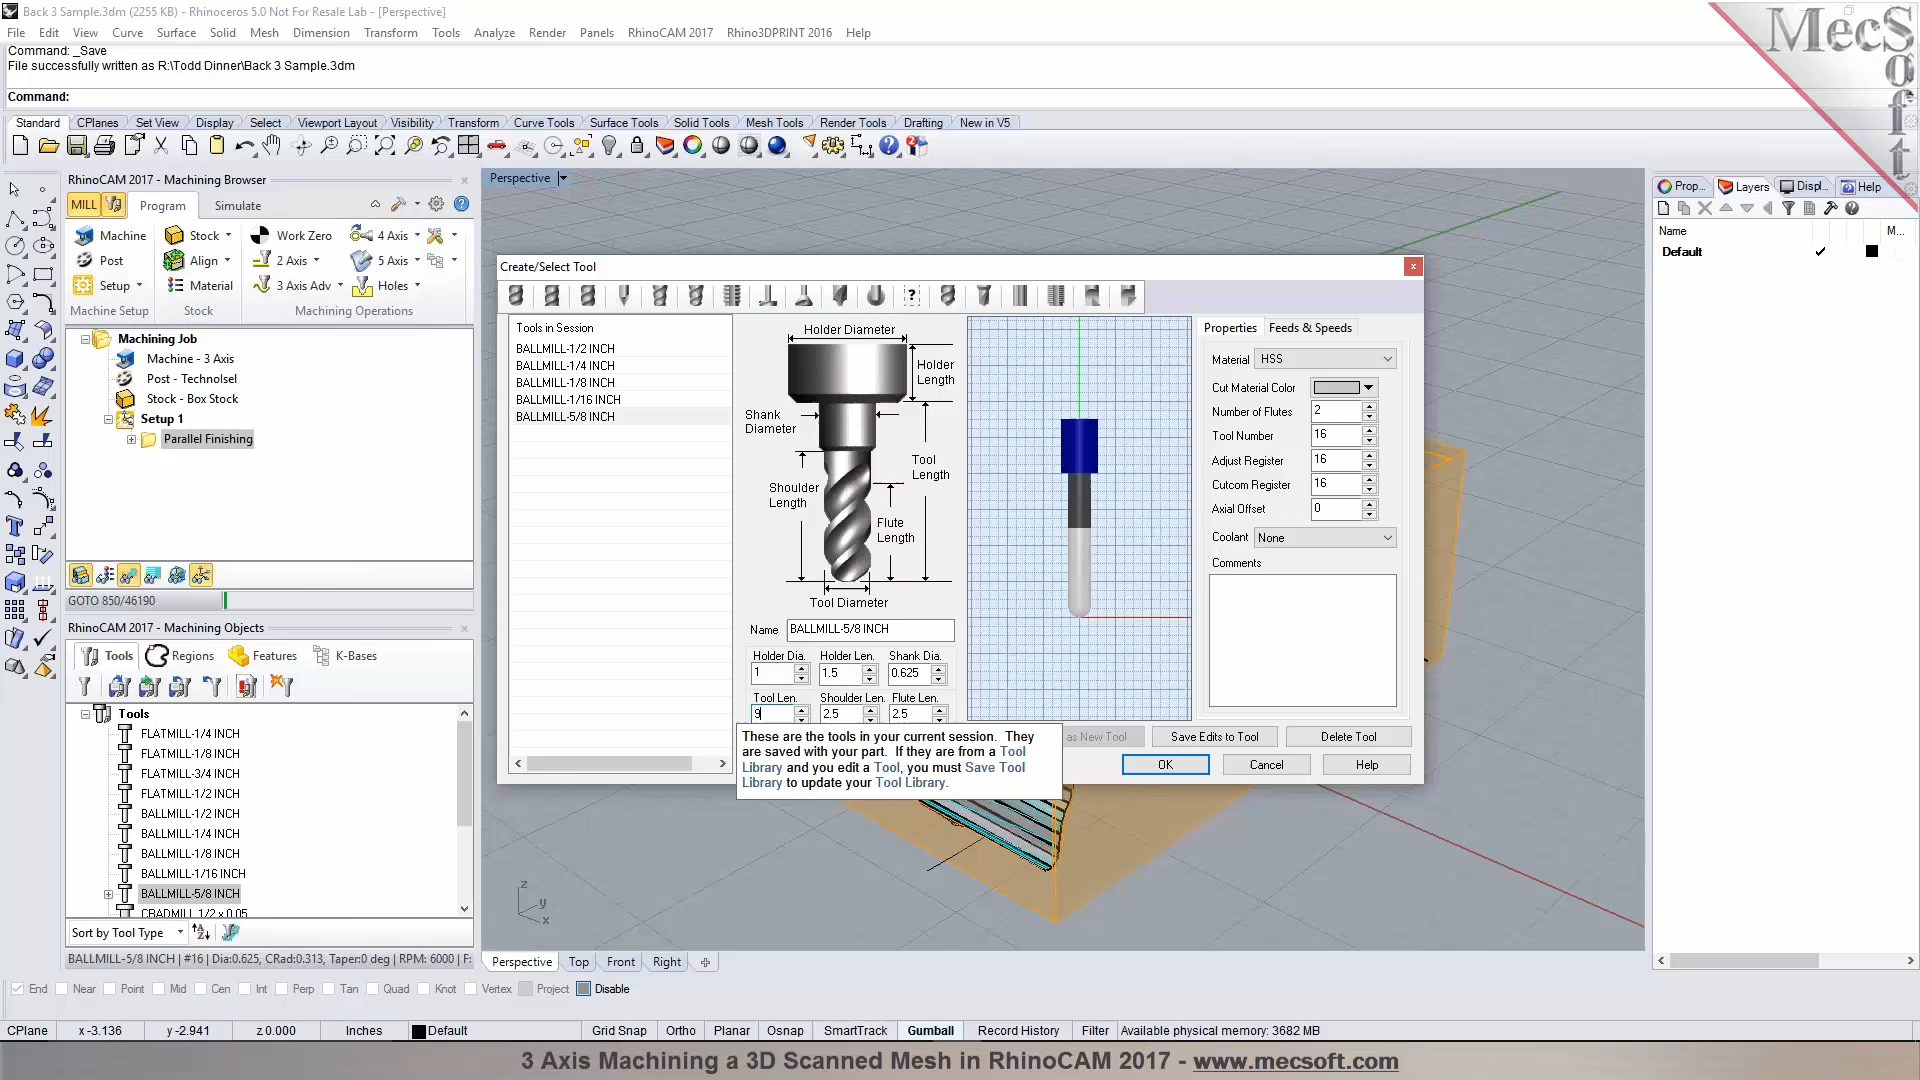 Back 3 Sample.3dm (2255 KB) - Rhinoceros 5.0 Not For Resale Lab - [Perspective]
File Edit View Curve Surface Solid Mesh Dimension Transform Tools Analyze Render Panels RhinoCAM 2017 Rhino3DPRINT 2016 Help
Command: _Save
File successfully written as R:\Todd Dinner\Back 3 Sample.3dm
Command:
MecSoft
Standard CPlanes Set View Display Select Viewport Layout Visibility Transform Curve Tools Surface Tools Solid Tools Mesh Tools Render Tools Drafting New in V5
RhinoCAM 2017 - Machining Browser
MILL Program Simulate
Machine Stock Work Zero 4 Axis
Post Align 2 Axis 5 Axis
Setup Material 3 Axis Adv Holes
Machine Setup Stock Machining Operations
Machining Job
Machine - 3 Axis
Post - Technolsel
Stock - Box Stock
Setup 1
Parallel Finishing
GOTO 850/46190
RhinoCAM 2017 - Machining Objects
Tools Regions Features K-Bases
Tools
FLATMILL-1/4 INCH
FLATMILL-1/8 INCH
FLATMILL-3/4 INCH
FLATMILL-1/2 INCH
BALLMILL-1/2 INCH
BALLMILL-1/4 INCH
BALLMILL-1/8 INCH
BALLMILL-1/16 INCH
BALLMILL-5/8 INCH
CRADMILL 1/2 x 0.05
Sort by Tool Type
BALLMILL-5/8 INCH | #16 | Dia:0.625, CRad:0.313, Taper:0 deg | RPM: 6000 | F:
Perspective
Create/Select Tool
Tools in Session
BALLMILL-1/2 INCH
BALLMILL-1/4 INCH
BALLMILL-1/8 INCH
BALLMILL-1/16 INCH
BALLMILL-5/8 INCH
Holder Diameter
Holder Length
Shank Diameter
Tool Length
Shoulder Length
Flute Length
Tool Diameter
Name BALLMILL-5/8 INCH
Holder Dia. Holder Len. Shank Dia.
1 1.5 0.625
Tool Len. Shoulder Len. Flute Len.
9 2.5 2.5
These are the tools in your current session. They
are saved with your part. If they are from a Tool
Library and you edit a Tool, you must Save Tool
Library to update your Tool Library.
Properties Feeds & Speeds
Material HSS
Cut Material Color
Number of Flutes 2
Tool Number 16
Adjust Register 16
Cutcom Register 16
Axial Offset 0
Coolant None
Comments
as New Tool Save Edits to Tool Delete Tool
OK Cancel Help
z
y
x
Perspective Top Front Right
Prop... Layers Displ... Help
Name M...
Default
End Near Point Mid Cen Int Perp Tan Quad Knot Vertex Project Disable
CPlane x -3.136 y -2.941 z 0.000 Inches Default Grid Snap Ortho Planar Osnap SmartTrack Gumball Record History Filter Available physical memory: 3682 MB
3 Axis Machining a 3D Scanned Mesh in RhinoCAM 2017 - www.mecsoft.com